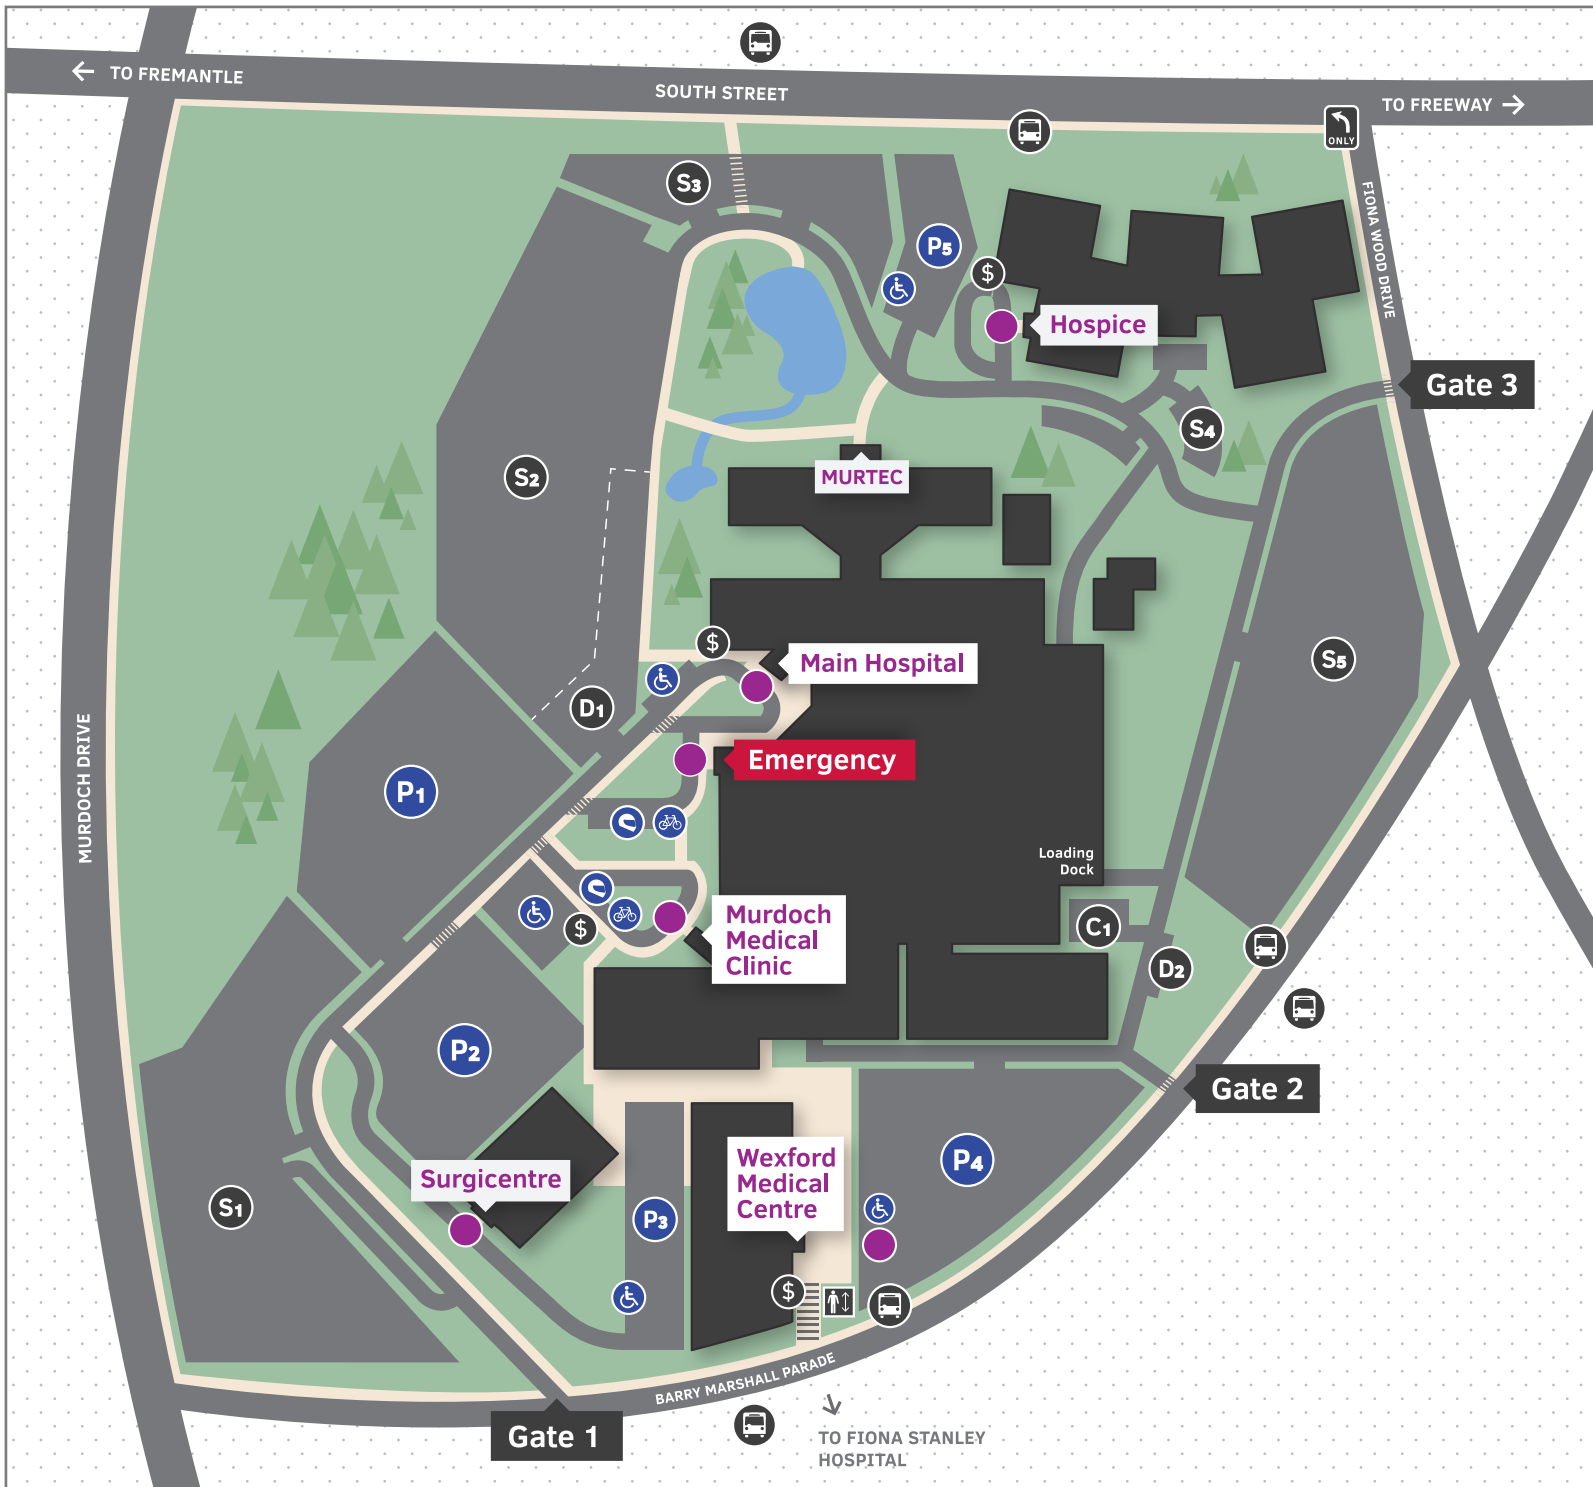 TO FREMANTLE
SOUTH STREET
TO FREEWAY
ONLY
S3
P5
$
FIONA WOOD DRIVE
Hospice
Gate 3
S4
S2
MURTEC
$
Main Hospital
S5
D1
MURDOCH DRIVE
Emergency
P1
Loading
Dock
$
Murdoch
Medical
Clinic
C1
D2
P2
Gate 2
Surgicentre
Wexford
Medical
Centre
P4
S1
P3
$
BARRY MARSHALL PARADE
Gate 1
TO FIONA STANLEY
HOSPITAL